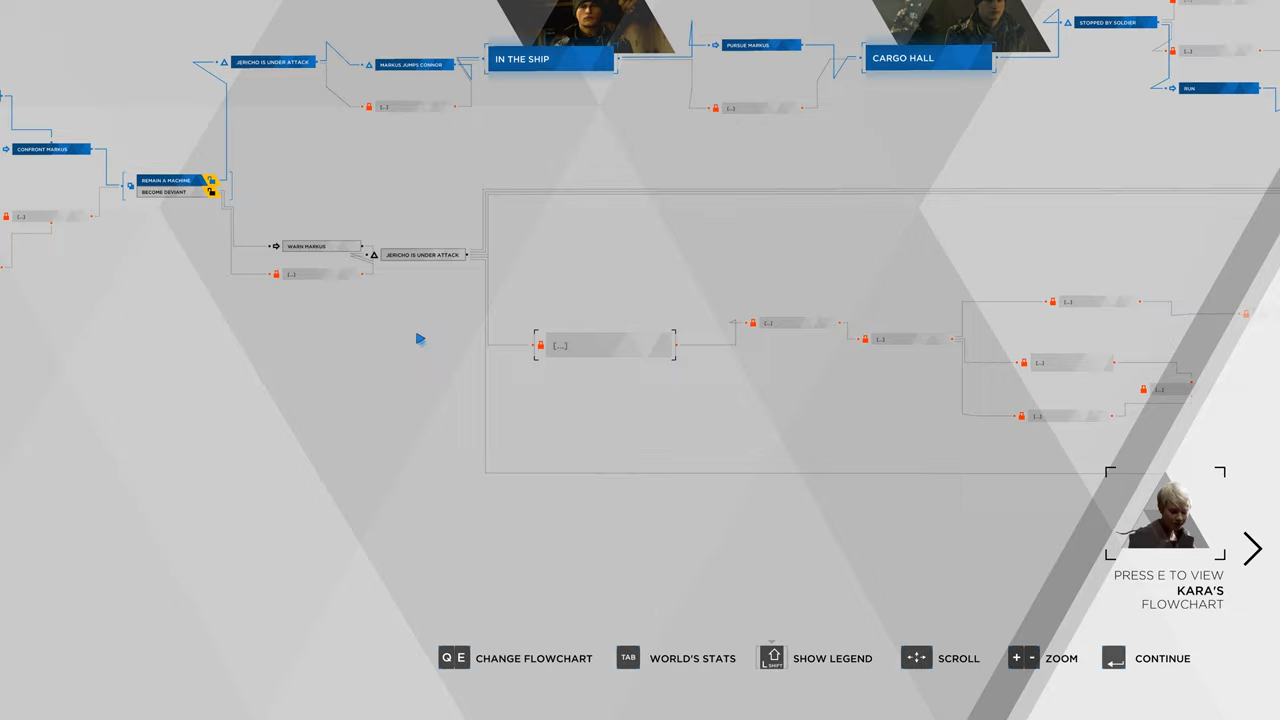 STOPPED BY SOLDIER
PURSUE MARKUS
[...]
JERICHO IS UNDER ATTACK
MARKUS JUMPS CONNOR
IN THE SHIP
CARGO HALL
RUN
[...]
[...]
CONFRONT MARKUS
REMAIN A MACHINE
BECOME DEVIANT
[...]
WARN MARKUS
JERICHO IS UNDER ATTACK
[...]
[...]
[...]
[...]
[...]
[...]
[...]
[...]
PRESS E TO VIEW
KARA'S
FLOWCHART
Q E CHANGE FLOWCHART
TAB WORLD'S STATS
L SHIFT SHOW LEGEND
SCROLL
+ - ZOOM
CONTINUE